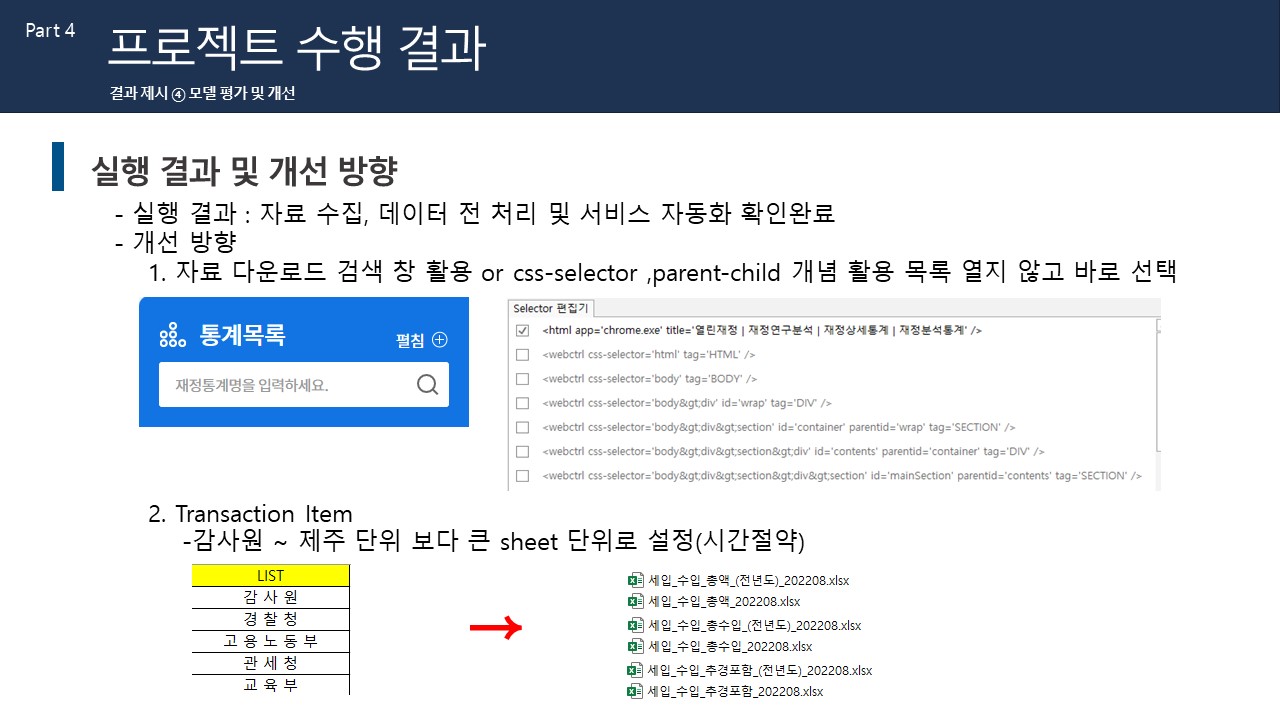 Part 4
프로젝트 수행 결과
결과 제시 ④ 모델 평가 및 개선
실행 결과 및 개선 방향
- 실행 결과 : 자료 수집, 데이터 전 처리 및 서비스 자동화 확인완료
- 개선 방향
1. 자료 다운로드 검색 창 활용 or css-selector ,parent-child 개념 활용 목록 열지 않고 바로 선택
통계목록
펼침
재정통계명을 입력하세요.
Selector 편집기
<html app='chrome.exe' title='열린재정 | 재정연구분석 | 재정상세통계 | 재정분석통계' />
<webctrl css-selector='html' tag='HTML' />
<webctrl css-selector='body' tag='BODY' />
<webctrl css-selector='body&gt;div' id='wrap' tag='DIV' />
<webctrl css-selector='body&gt;div&gt;section' id='container' parentid='wrap' tag='SECTION' />
<webctrl css-selector='body&gt;div&gt;section&gt;div' id='contents' parentid='container' tag='DIV' />
<webctrl css-selector='body&gt;div&gt;section&gt;div&gt;section' id='mainSection' parentid='contents' tag='SECTION' />
2. Transaction Item
-감사원 ~ 제주 단위 보다 큰 sheet 단위로 설정(시간절약)
LIST
감 사 원
경 찰 청
고 용 노 동 부
관 세 청
교 육 부
세입_수입_총액_(전년도)_202208.xlsx
세입_수입_총액_202208.xlsx
세입_수입_총수입_(전년도)_202208.xlsx
세입_수입_총수입_202208.xlsx
세입_수입_추경포함_(전년도)_202208.xlsx
세입_수입_추경포함_202208.xlsx